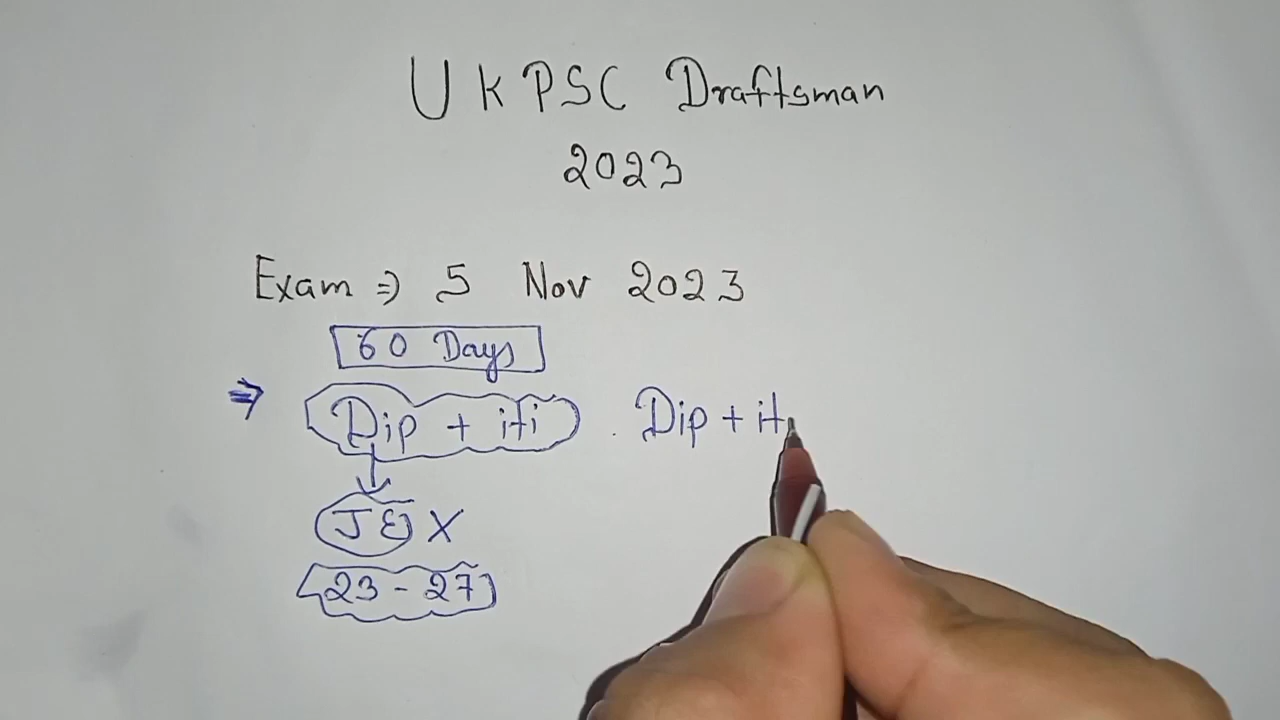 UKPSC Draftsman
2023
Exam => 5 Nov 2023
60 Days
=> Dip + iti . Dip + it
JE X
23 - 27